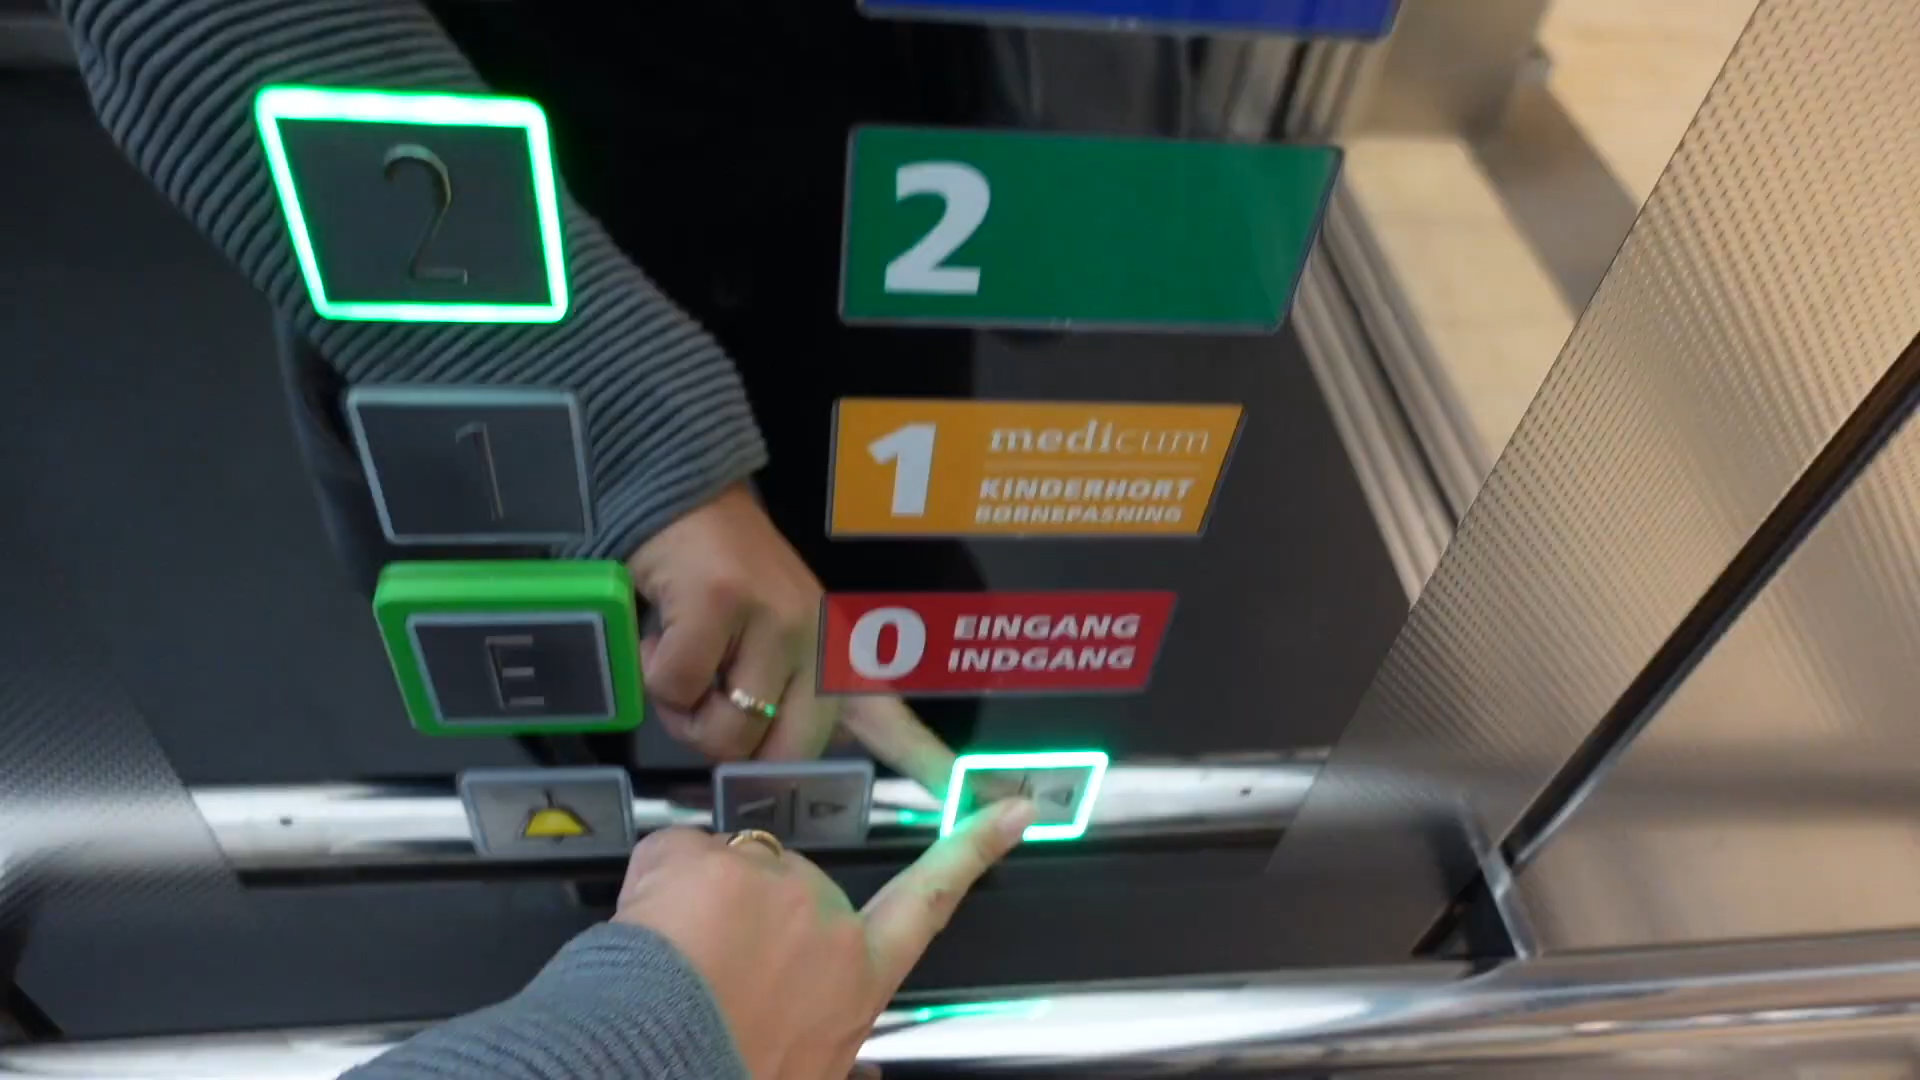 2
2
1
1
medicum
KINDERHORT
BØRNEPASNING
E
0
EINGANG
INDGANG